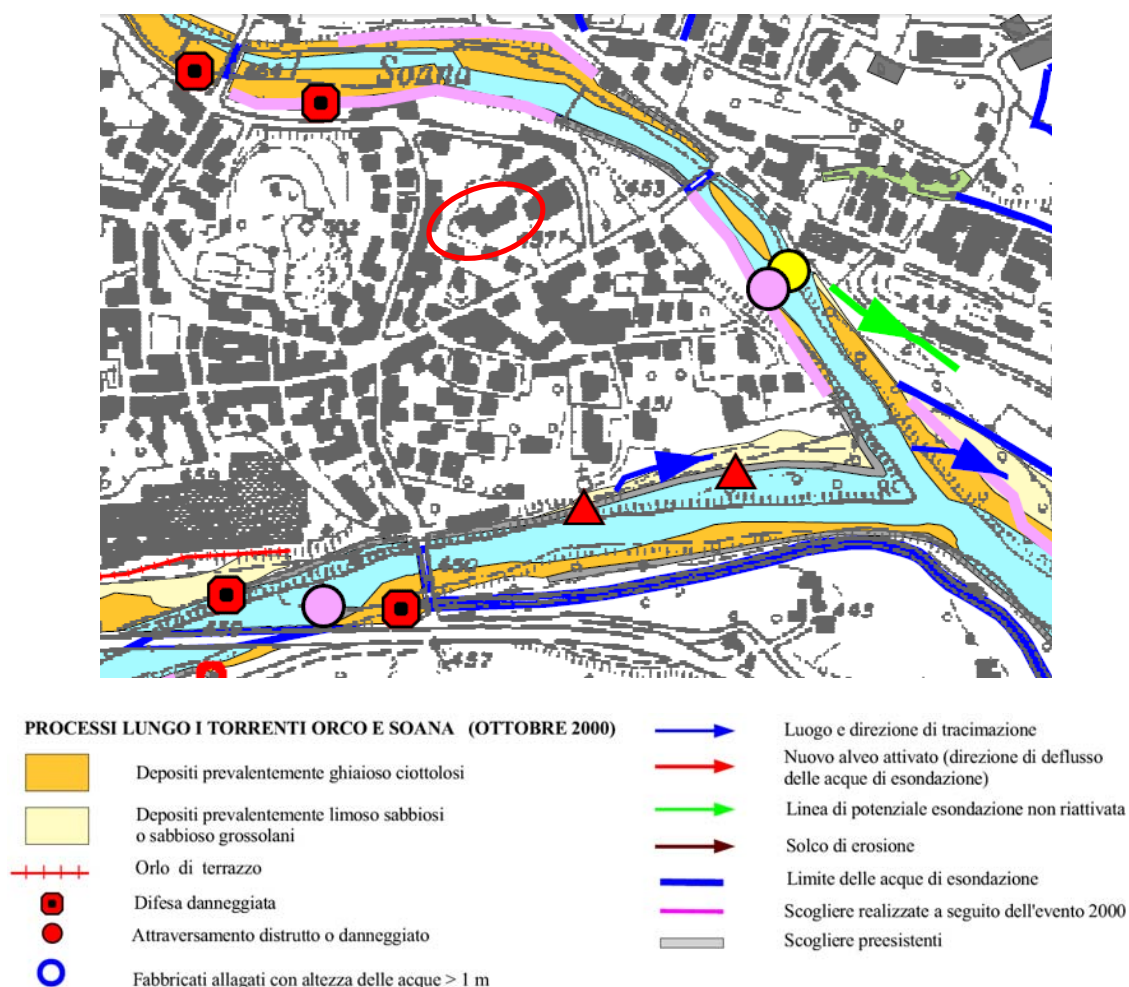 Soana
453
502
451
450
449
457
PROCESSI LUNGO I TORRENTI ORCO E SOANA (OTTOBRE 2000)
Depositi prevalentemente ghiaioso ciottolosi
Depositi prevalentemente limoso sabbiosi
o sabbioso grossolani
Orlo di terrazzo
Difesa danneggiata
Attraversamento distrutto o danneggiato
Fabbricati allagati con altezza delle acque > 1 m
Luogo e direzione di tracimazione
Nuovo alveo attivato (direzione di deflusso
delle acque di esondazione)
Linea di potenziale esondazione non riattivata
Solco di erosione
Limite delle acque di esondazione
Scogliere realizzate a seguito dell'evento 2000
Scogliere preesistenti